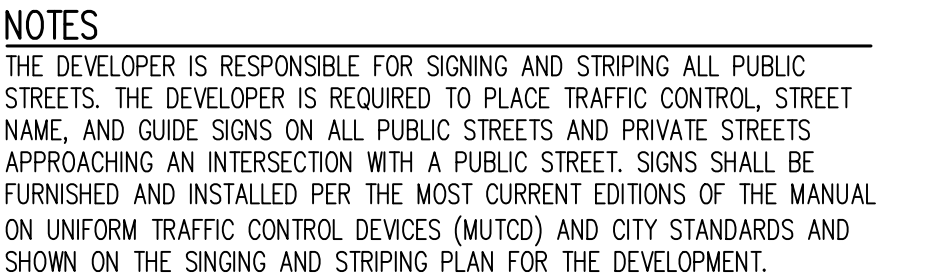 NOTES
THE DEVELOPER IS RESPONSIBLE FOR SIGNING AND STRIPING ALL PUBLIC
STREETS. THE DEVELOPER IS REQUIRED TO PLACE TRAFFIC CONTROL, STREET
NAME, AND GUIDE SIGNS ON ALL PUBLIC STREETS AND PRIVATE STREETS
APPROACHING AN INTERSECTION WITH A PUBLIC STREET. SIGNS SHALL BE
FURNISHED AND INSTALLED PER THE MOST CURRENT EDITIONS OF THE MANUAL
ON UNIFORM TRAFFIC CONTROL DEVICES (MUTCD) AND CITY STANDARDS AND
SHOWN ON THE SINGING AND STRIPING PLAN FOR THE DEVELOPMENT.